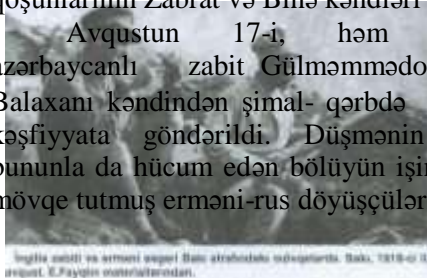 qoşunlarının Zabrat və Binə kəndləri
Avqustun 17-i, həm
azərbaycanlı zabit Gülməmmədo
Balaxanı kəndindən şimal- qərbdə
kəşfiyyata göndərildi. Düşmənin
bununla da hücum edən bölüyün işin
mövqe tutmuş erməni-rus döyüşçülər
İngilis zabiti və erməni əsgəri Bakı ətrafındakı mövqelərdə. Bakı, 1918-ci il
avqust. E.Fayqlın materiallarından.